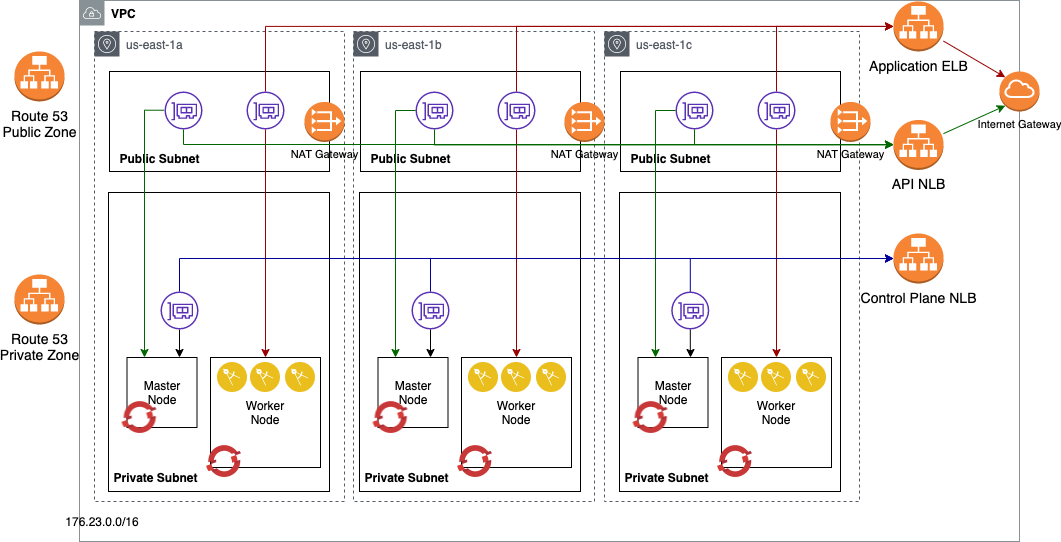 VPC
us-east-1a
us-east-1b
us-east-1c
Route 53
Public Zone
Application ELB
Internet Gateway
NAT Gateway
NAT Gateway
NAT Gateway
Public Subnet
Public Subnet
Public Subnet
API NLB
Control Plane NLB
Route 53
Private Zone
Master
Node
Worker
Node
Master
Node
Worker
Node
Master
Node
Worker
Node
Private Subnet
Private Subnet
Private Subnet
176.23.0.0/16